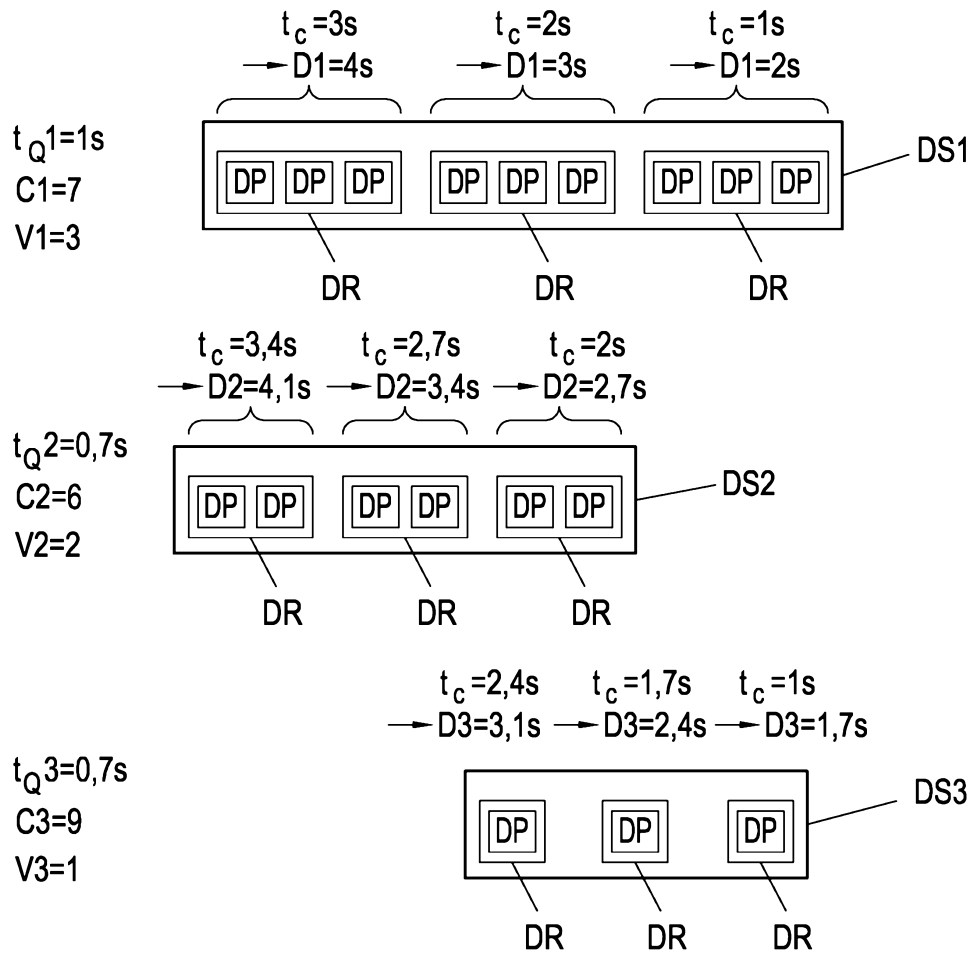 t c =3s t c =2s t c =1s
→ D1=4s → D1=3s → D1=2s
t Q 1=1s
C1=7
V1=3
DP DP DP DP DP DP DP DP DP
DS1
DR DR DR
t c =3,4s t c =2,7s t c =2s
→ D2=4,1s → D2=3,4s → D2=2,7s
t Q 2=0,7s
C2=6
V2=2
DP DP DP DP DP DP
DS2
DR DR DR
t c =2,4s t c =1,7s t c =1s
→ D3=3,1s → D3=2,4s → D3=1,7s
t Q 3=0,7s
C3=9
V3=1
DP DP DP
DS3
DR DR DR